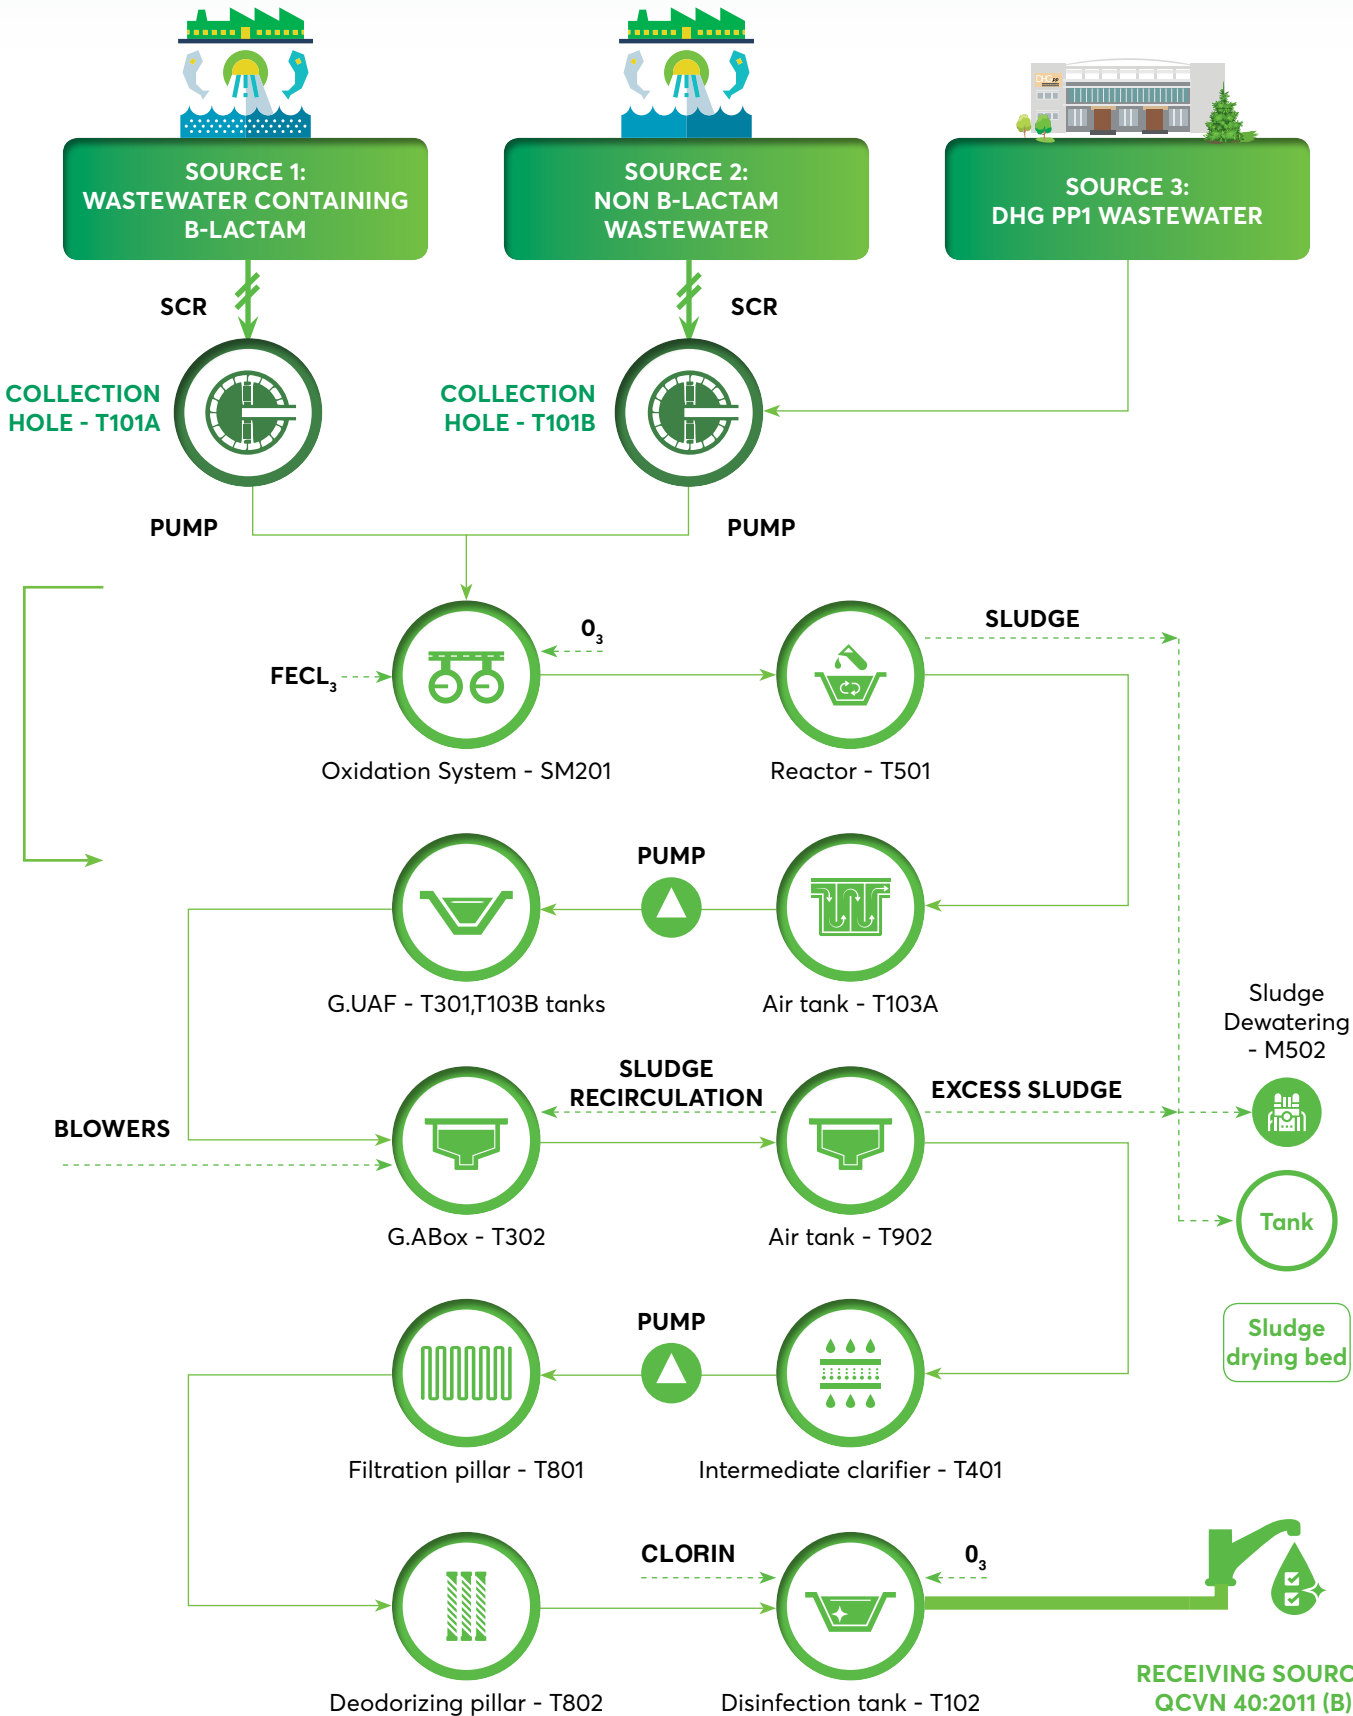 SOURCE 1:
WASTEWATER CONTAINING
B-LACTAM
SOURCE 2:
NON B-LACTAM
WASTEWATER
SOURCE 3:
DHG PP1 WASTEWATER
SCR
SCR
COLLECTION
HOLE - T101A
COLLECTION
HOLE - T101B
PUMP
PUMP
SLUDGE
0₃
FECL₃
Oxidation System - SM201
Reactor - T501
PUMP
G.UAF - T301,T103B tanks
Air tank - T103A
Sludge
Dewatering
- M502
SLUDGE
RECIRCULATION
EXCESS SLUDGE
BLOWERS
G.ABox - T302
Air tank - T902
Tank
PUMP
Sludge
drying bed
Filtration pillar - T801
Intermediate clarifier - T401
CLORIN
0₃
Deodorizing pillar - T802
Disinfection tank - T102
RECEIVING SOURC
QCVN 40:2011 (B)